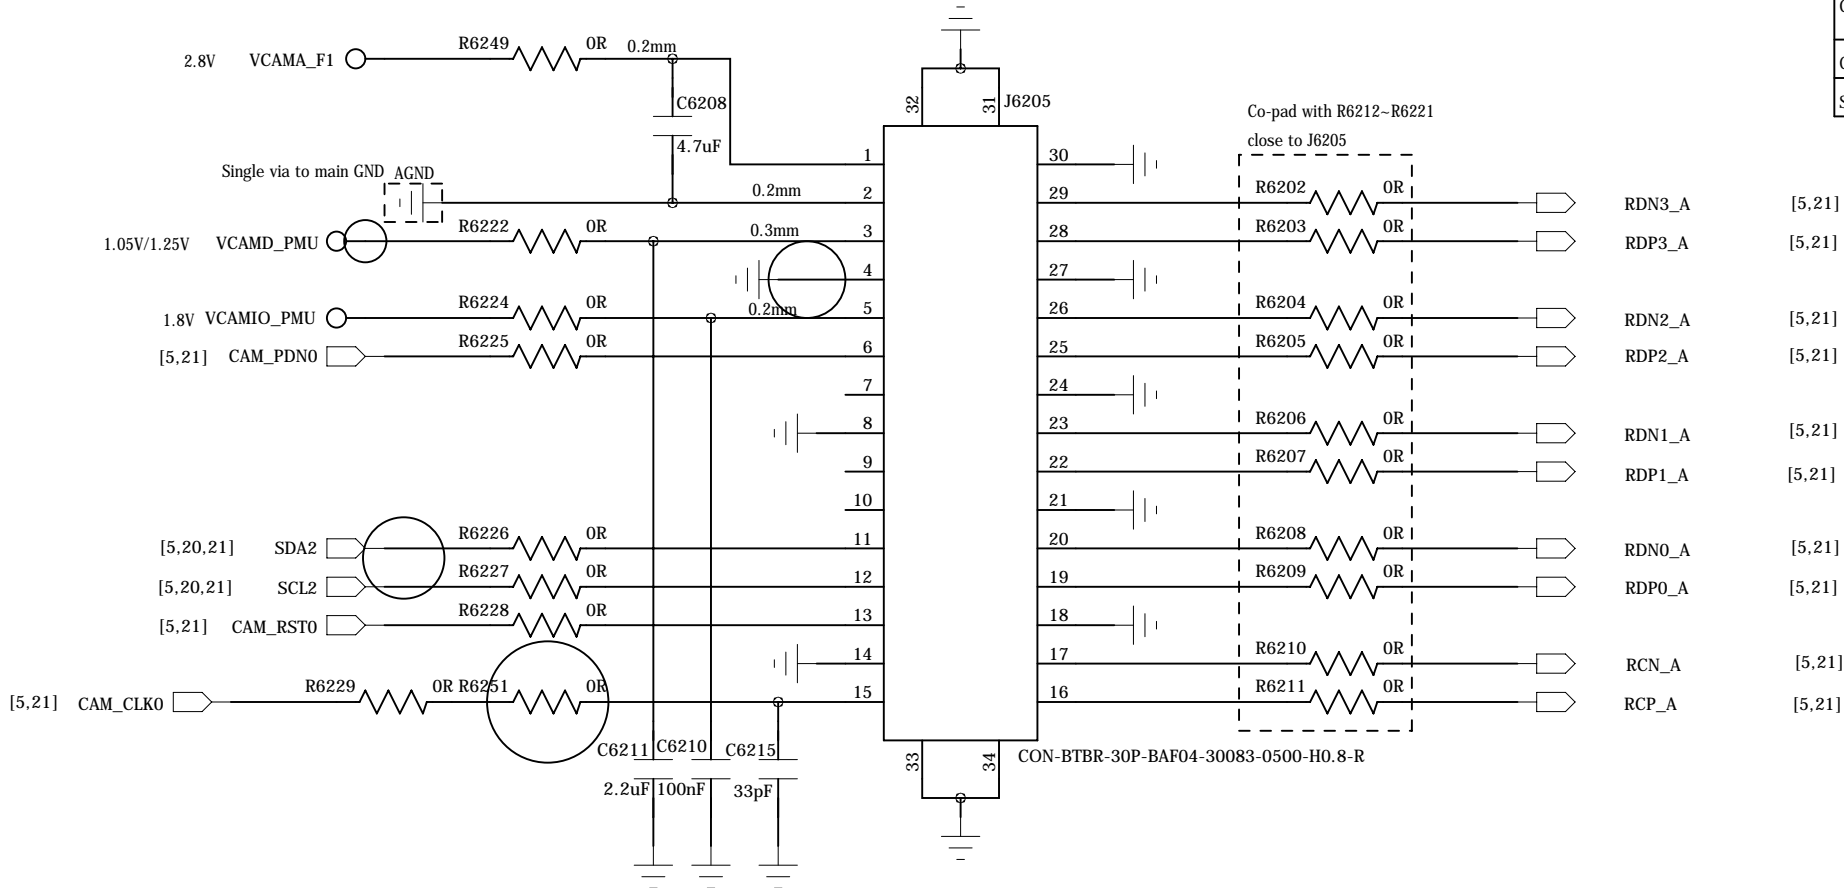 2.8V VCAMA_F1 R6249 0R 0.2mm
C6208
4.7uF
Single via to main GND AGND
0.2mm
1.05V/1.25V VCAMD_PMU R6222 0R 0.3mm
1.8V VCAMIO_PMU R6224 0R 0.2mm
[5,21] CAM_PDN0 R6225 0R
[5,20,21] SDA2 R6226 0R
[5,20,21] SCL2 R6227 0R
[5,21] CAM_RST0 R6228 0R
[5,21] CAM_CLK0 R6229 0R R6251 0R
C6211 C6210 C6215
2.2uF 100nF 33pF
32 31 J6205
1 30
2 29
3 28
4 27
5 26
6 25
7 24
8 23
9 22
10 21
11 20
12 19
13 18
14 17
15 16
33 34
CON-BTBR-30P-BAF04-30083-0500-H0.8-R
Co-pad with R6212~R6221
close to J6205
R6202 0R RDN3_A [5,21]
R6203 0R RDP3_A [5,21]
R6204 0R RDN2_A [5,21]
R6205 0R RDP2_A [5,21]
R6206 0R RDN1_A [5,21]
R6207 0R RDP1_A [5,21]
R6208 0R RDN0_A [5,21]
R6209 0R RDP0_A [5,21]
R6210 0R RCN_A [5,21]
R6211 0R RCP_A [5,21]